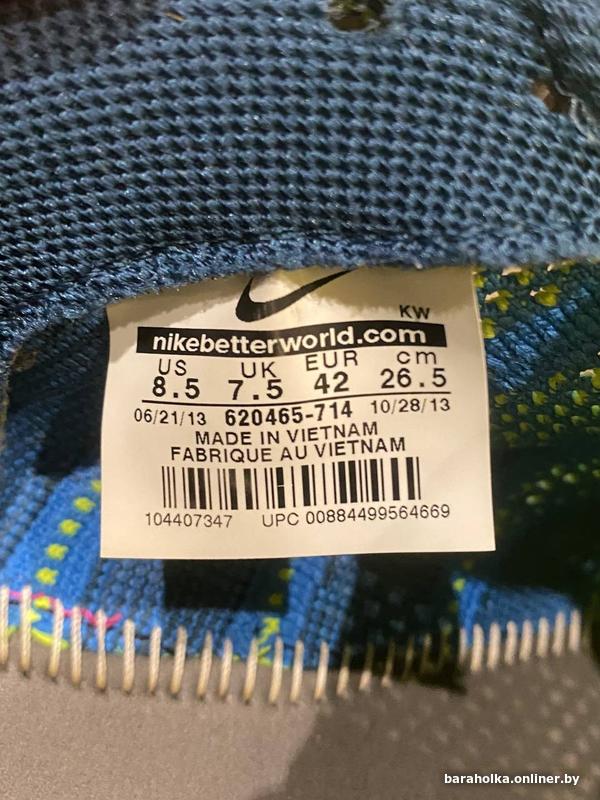 KW
nikebetterworld.com
US UK EUR cm
8.5 7.5 42 26.5
06/21/13 620465-714 10/28/13
MADE IN VIETNAM
FABRIQUE AU VIETNAM
104407347 UPC 00884499564669
baraholka.onliner.by